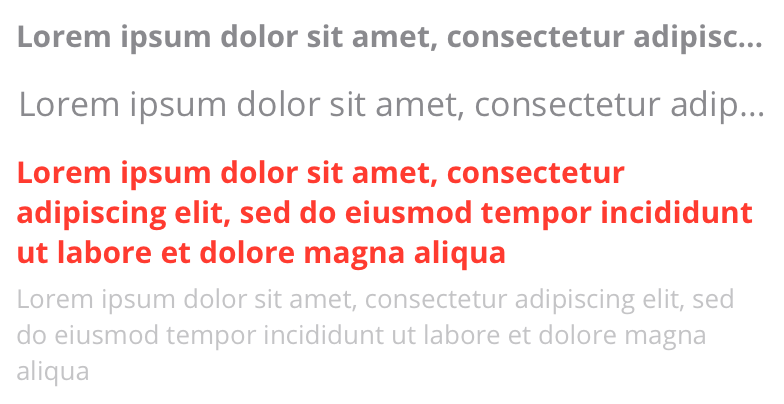 Lorem ipsum dolor sit amet, consectetur adipisc...
Lorem ipsum dolor sit amet, consectetur adip...
Lorem ipsum dolor sit amet, consectetur
adipiscing elit, sed do eiusmod tempor incididunt
ut labore et dolore magna aliqua
Lorem ipsum dolor sit amet, consectetur adipiscing elit, sed
do eiusmod tempor incididunt ut labore et dolore magna
aliqua